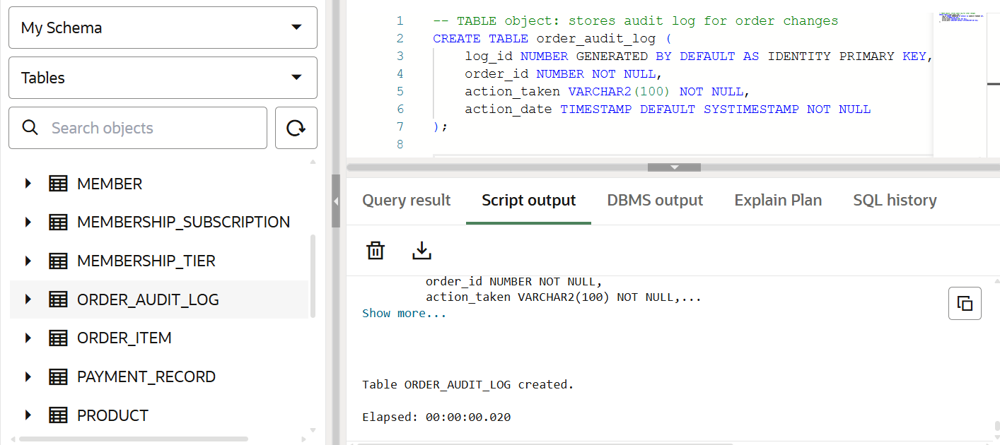 My Schema
Tables
Search objects
MEMBER
MEMBERSHIP_SUBSCRIPTION
MEMBERSHIP_TIER
ORDER_AUDIT_LOG
ORDER_ITEM
PAYMENT_RECORD
PRODUCT
1 -- TABLE object: stores audit log for order changes
2 CREATE TABLE order_audit_log (
3 log_id NUMBER GENERATED BY DEFAULT AS IDENTITY PRIMARY KEY,
4 order_id NUMBER NOT NULL,
5 action_taken VARCHAR2(100) NOT NULL,
6 action_date TIMESTAMP DEFAULT SYSTIMESTAMP NOT NULL
7 );
8
Query result Script output DBMS output Explain Plan SQL history
order_id NUMBER NOT NULL,
action_taken VARCHAR2(100) NOT NULL,...
Show more...
Table ORDER_AUDIT_LOG created.
Elapsed: 00:00:00.020